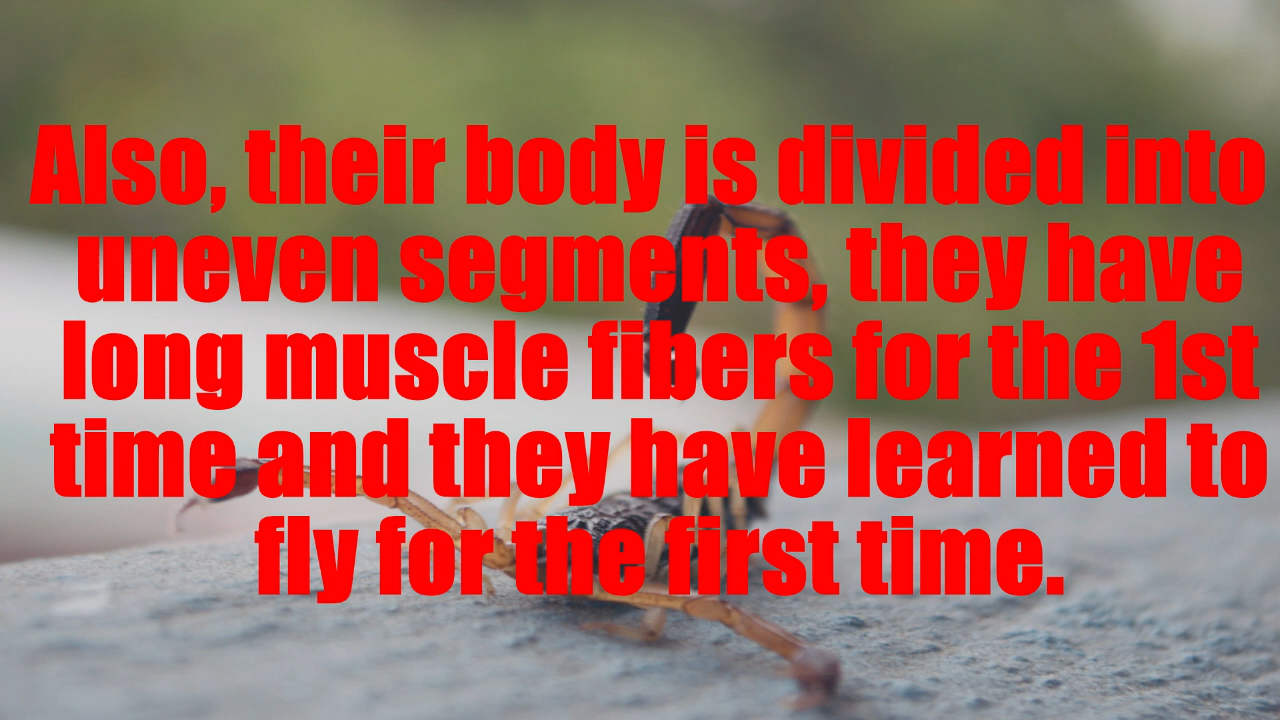 Also, their body is divided into
uneven segments, they have
long muscle fibers for the 1st
time and they have learned to
fly for the first time.